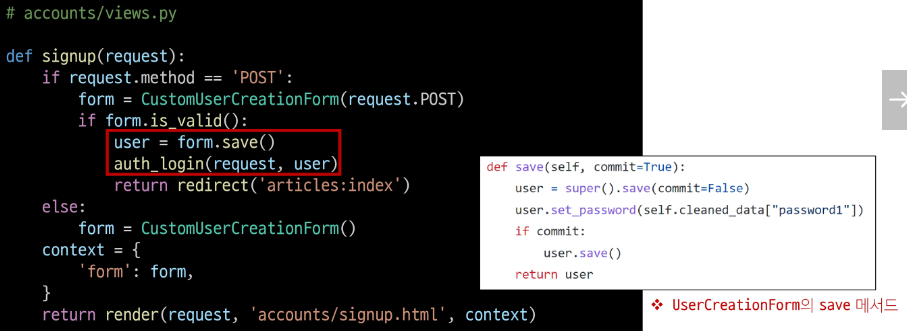 # accounts/views.py
def signup(request):
    if request.method == 'POST':
        form = CustomUserCreationForm(request.POST)
        if form.is_valid():
            user = form.save()
            auth_login(request, user)
            return redirect('articles:index')
    else:
        form = CustomUserCreationForm()
    context = {
        'form': form,
    }
    return render(request, 'accounts/signup.html', context)
def save(self, commit=True):
    user = super().save(commit=False)
    user.set_password(self.cleaned_data["password1"])
    if commit:
        user.save()
    return user
❖ UserCreationForm의 save 메서드